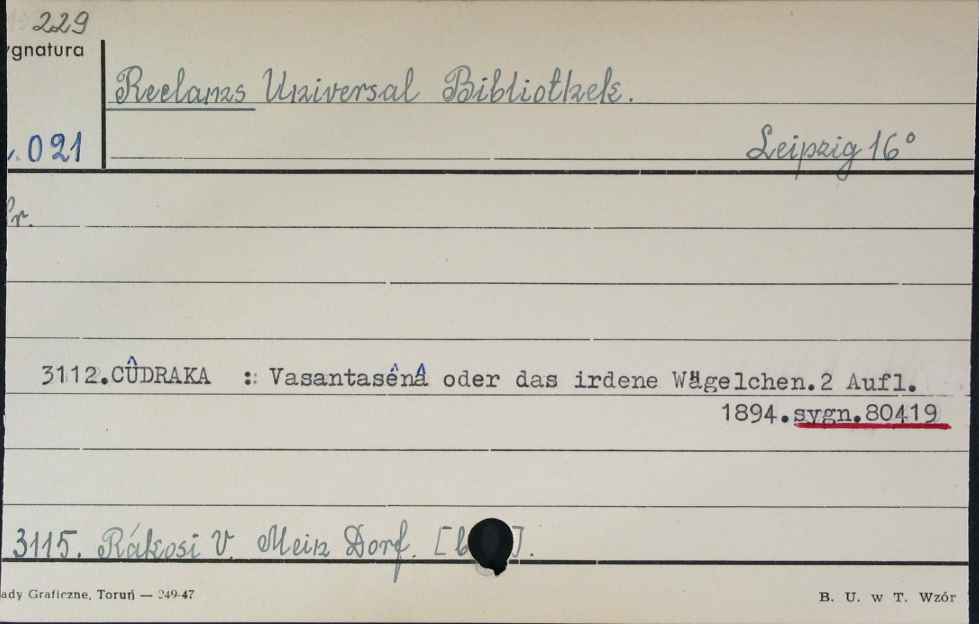 229
ygnatura
Reclams Universal Bibliothek.
.021
Leipzig 16°
r.
3112.CÛDRAKA : Vasantasênâ oder das irdene Wägelchen.2 Aufl.
1894.sygn.80419
3115. Rákosi V. Mein Dorf. [b ].
ady Graficzne, Toruń — 249-47
B. U. w T. Wzór